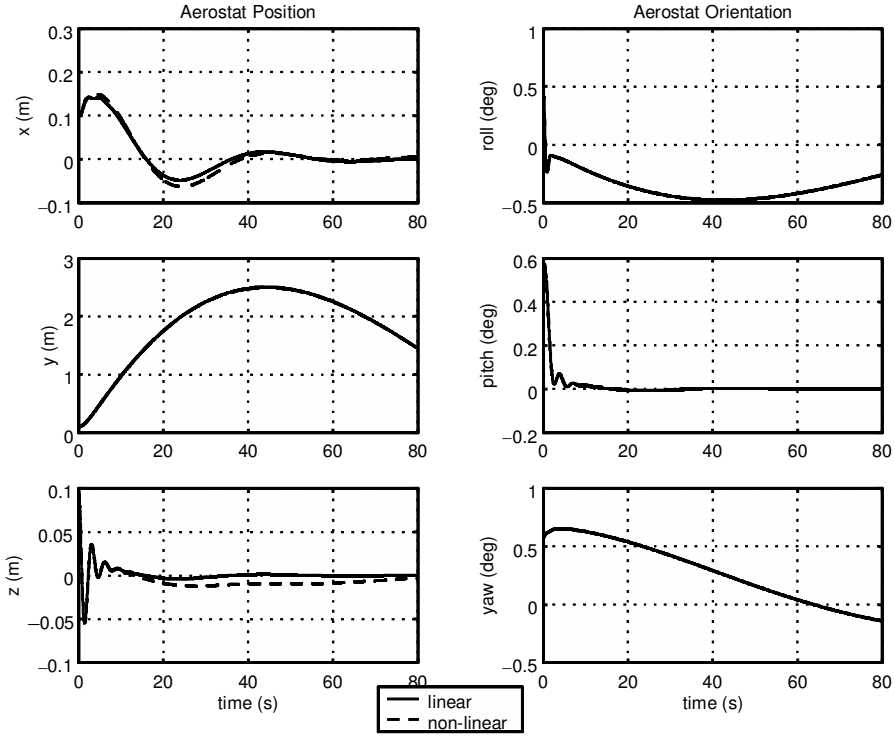 Aerostat Position
Aerostat Orientation
0.3
0.2
0.1
0
−0.1
x (m)
0 20 40 60 80
1
0.5
0
−0.5
roll (deg)
0 20 40 60 80
3
2
1
0
y (m)
0 20 40 60 80
0.6
0.4
0.2
0
−0.2
pitch (deg)
0 20 40 60 80
0.1
0.05
0
−0.05
−0.1
z (m)
0 20 40 60 80
time (s)
1
0.5
0
−0.5
yaw (deg)
0 20 40 60 80
time (s)
linear
non-linear